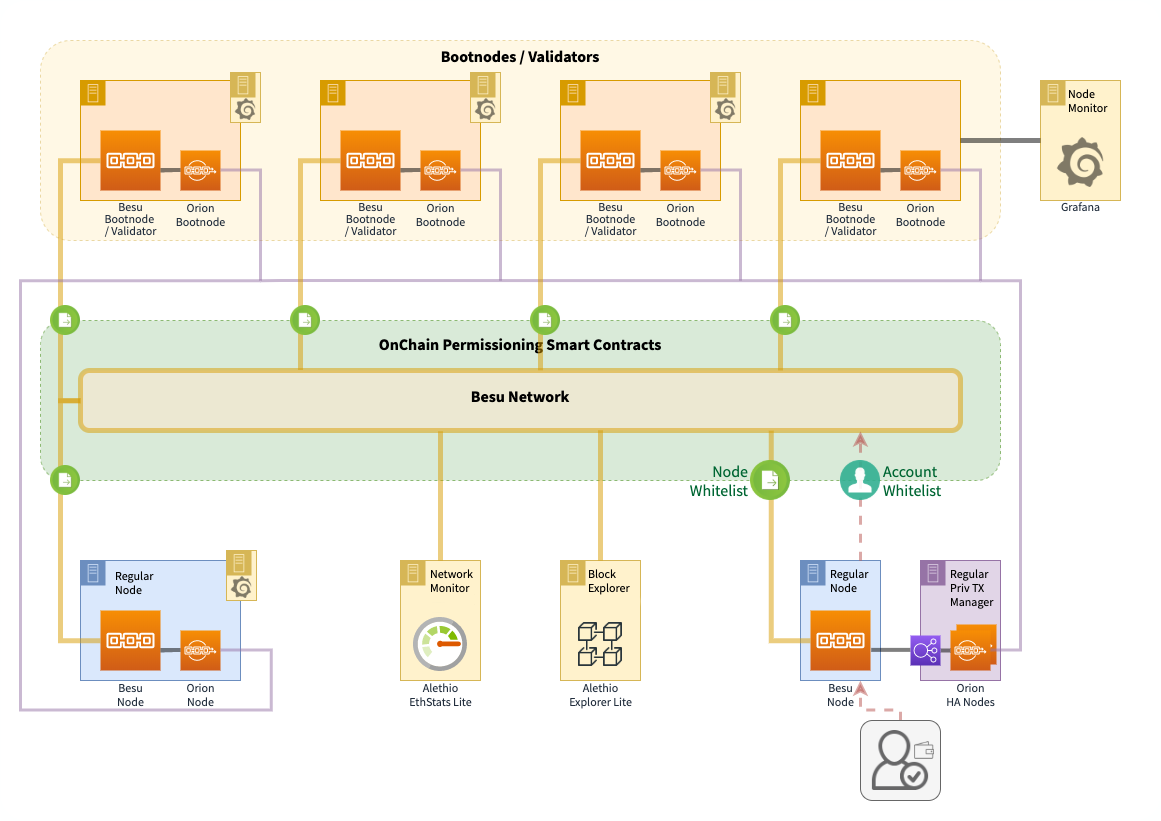 Bootnodes / Validators
Node
Monitor
Besu
Bootnode
/ Validator
Orion
Bootnode
Besu
Bootnode
/ Validator
Orion
Bootnode
Besu
Bootnode
/ Validator
Orion
Bootnode
Besu
Bootnode
/ Validator
Orion
Bootnode
Grafana
OnChain Permissioning Smart Contracts
Besu Network
Node
Whitelist
Account
Whitelist
Regular
Node
Network
Monitor
Block
Explorer
Regular
Node
Regular
Priv TX
Manager
Besu
Node
Orion
Node
Alethio
EthStats Lite
Alethio
Explorer Lite
Besu
Node
Orion
HA Nodes